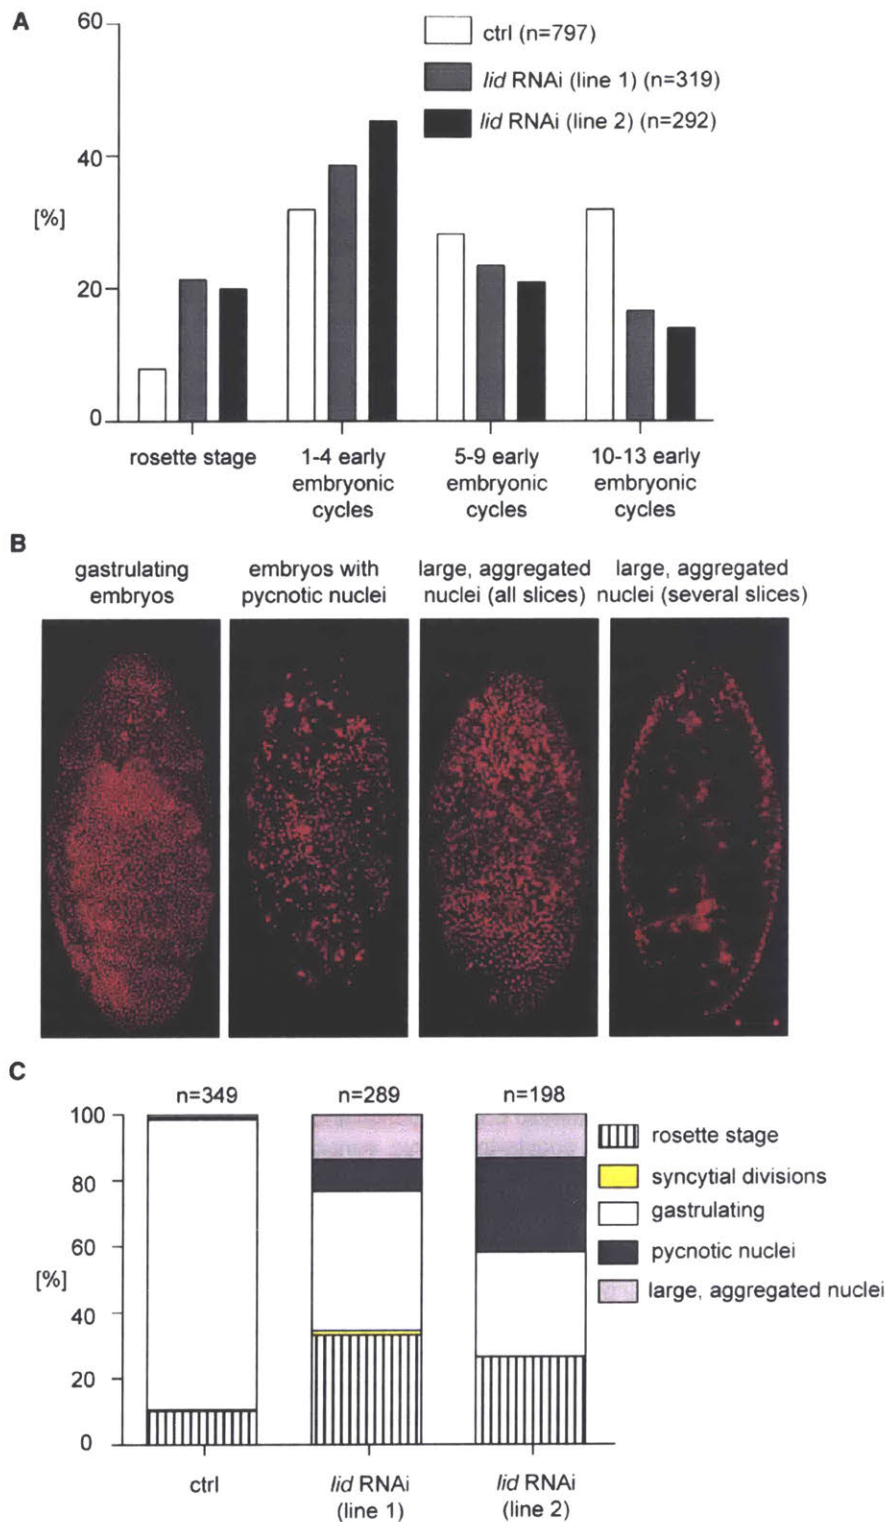 A
60
40
[%]
20
0
ctrl (n=797)
lid RNAi (line 1) (n=319)
lid RNAi (line 2) (n=292)
rosette stage
1-4 early
embryonic
cycles
5-9 early
embryonic
cycles
10-13 early
embryonic
cycles
B
gastrulating
embryos
embryos with
pycnotic nuclei
large, aggregated
nuclei (all slices)
large, aggregated
nuclei (several slices)
C
n=349
n=289
n=198
100
80
60
[%]
40
20
0
rosette stage
syncytial divisions
gastrulating
pycnotic nuclei
large, aggregated nuclei
ctrl
lid RNAi
(line 1)
lid RNAi
(line 2)